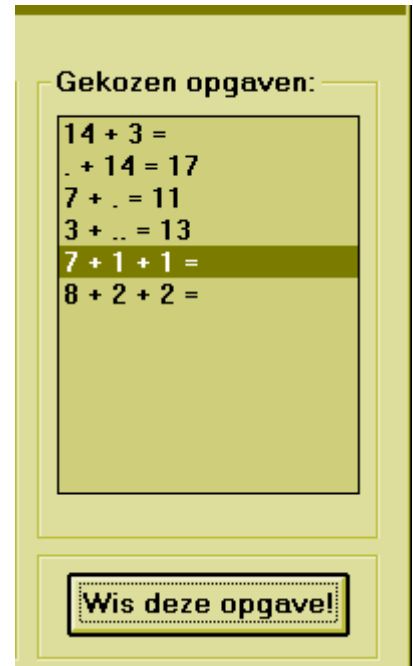 Gekozen opgaven:
14 + 3 =
. + 14 = 17
7 + . = 11
3 + .. = 13
7 + 1 + 1 =
8 + 2 + 2 =
Wis deze opgave!